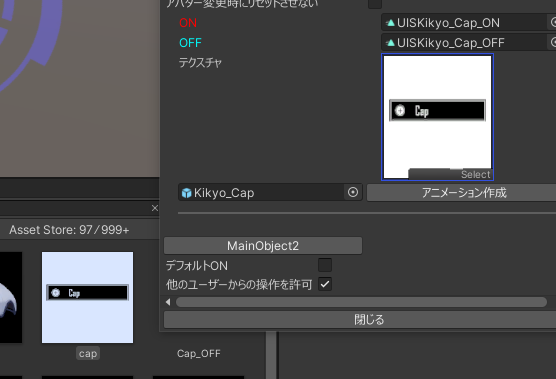 アバター変更時にリセットさせない
ON
UISKikyo_Cap_ON
OFF
UISKikyo_Cap_OFF
テクスチャ
Cap
Select
Kikyo_Cap
アニメーション作成
Asset Store: 97/999+
MainObject2
デフォルトON
他のユーザーからの操作を許可
Cap
閉じる
cap
Cap_OFF